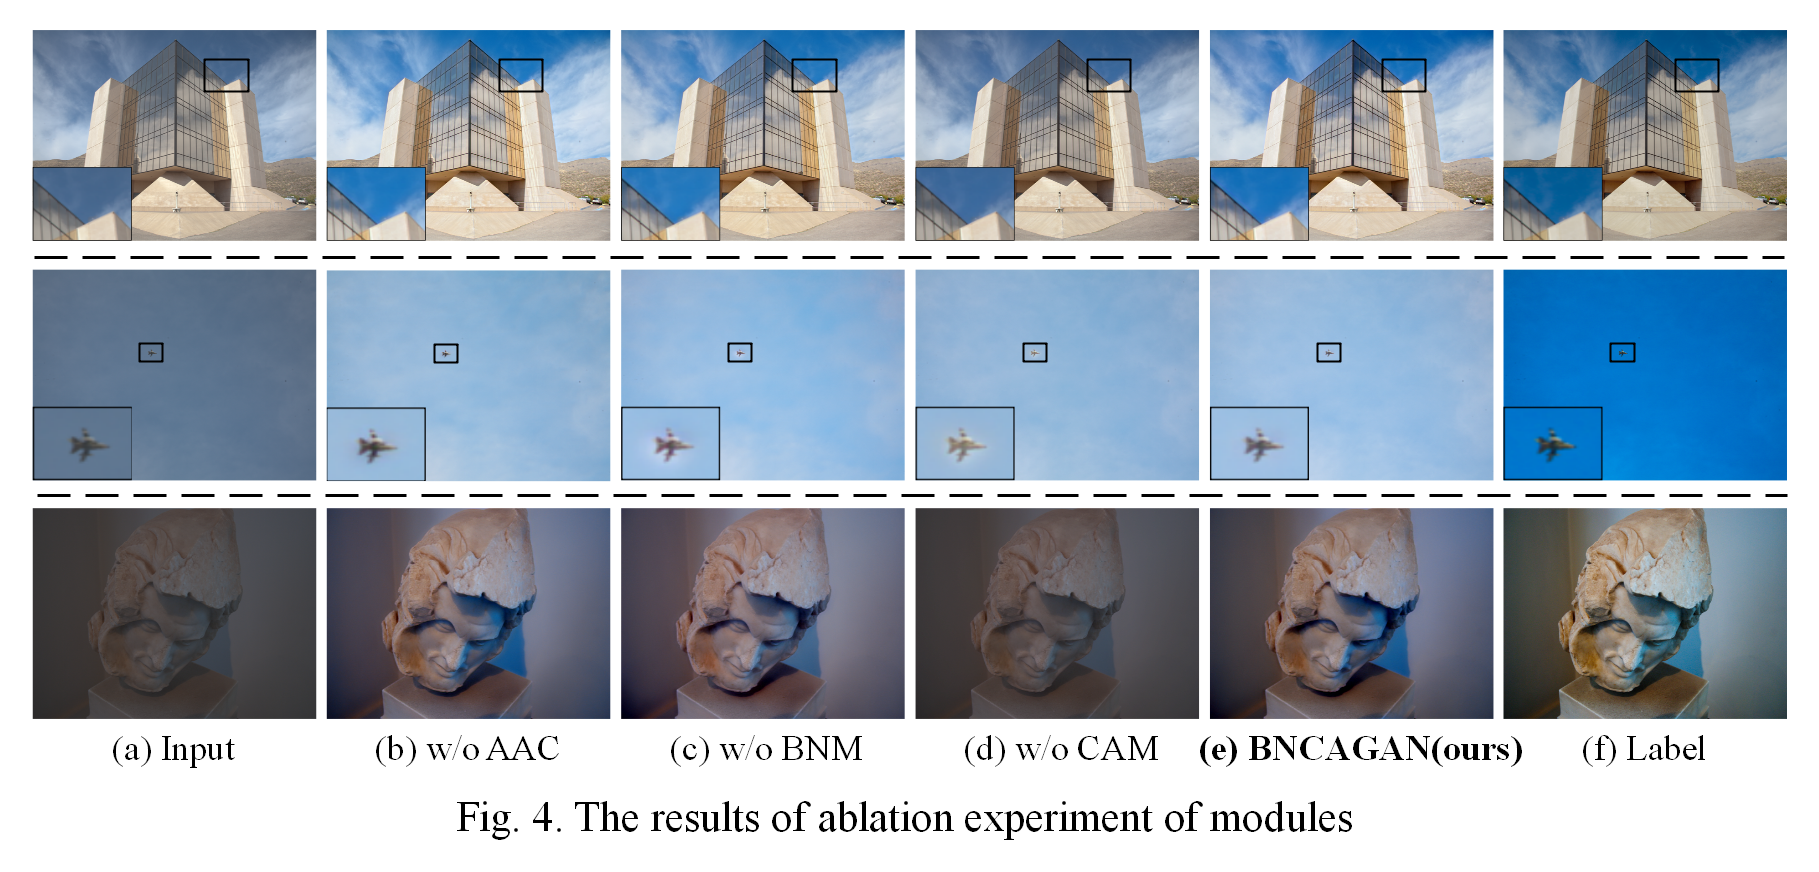 (a) Input (b) w/o AAC (c) w/o BNM (d) w/o CAM (e) BNCAGAN(ours) (f) Label
Fig. 4. The results of ablation experiment of modules